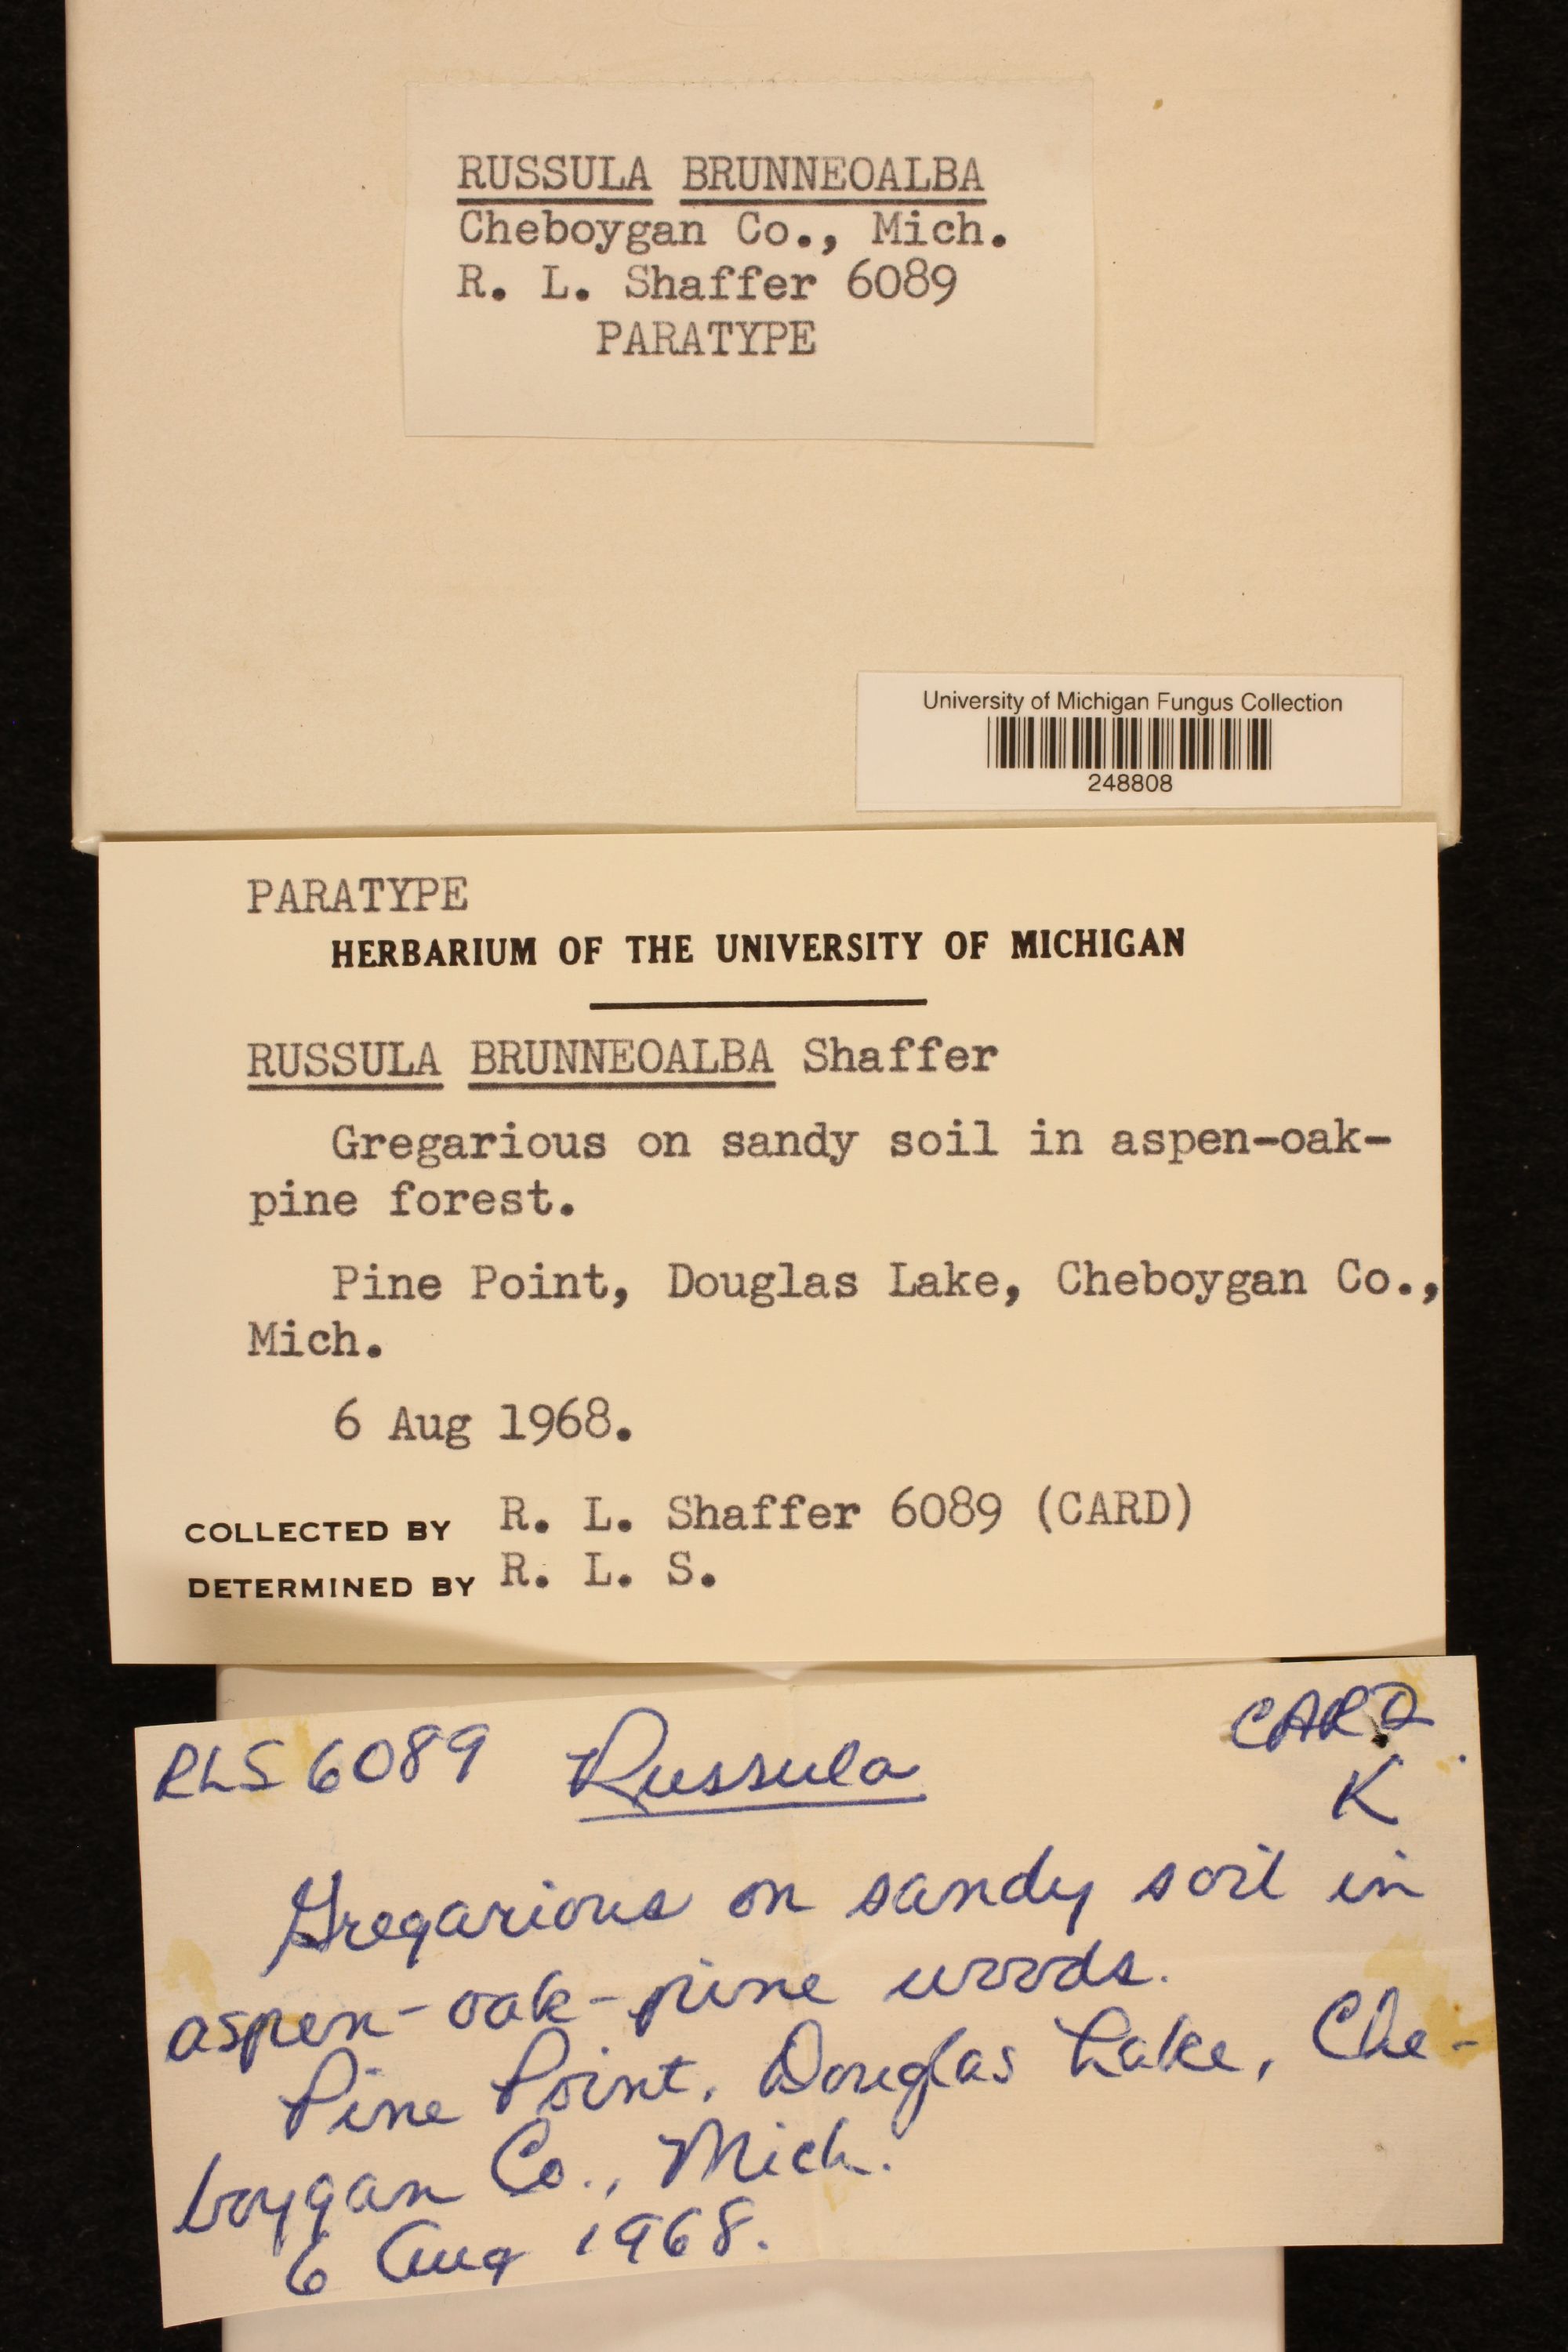 RUSSULA BRUNNEOALBA
Cheboygan Co., Mich.
R. L. Shaffer 6089
PARATYPE
University of Michigan Fungus Collection
248808
PARATYPE
HERBARIUM OF THE UNIVERSITY OF MICHIGAN
RUSSULA BRUNNEOALBA Shaffer
Gregarious on sandy soil in aspen-oak-
pine forest.
Pine Point, Douglas Lake, Cheboygan Co.,
Mich.
6 Aug 1968.
COLLECTED BY R. L. Shaffer 6089 (CARD)
DETERMINED BY R. L. S.
RLS 6089 Russula CARD
K
Gregarious on sandy soil in
aspen-oak-pine woods.
Pine Point, Douglas Lake, Che-
boygan Co., Mich.
6 Aug 1968.